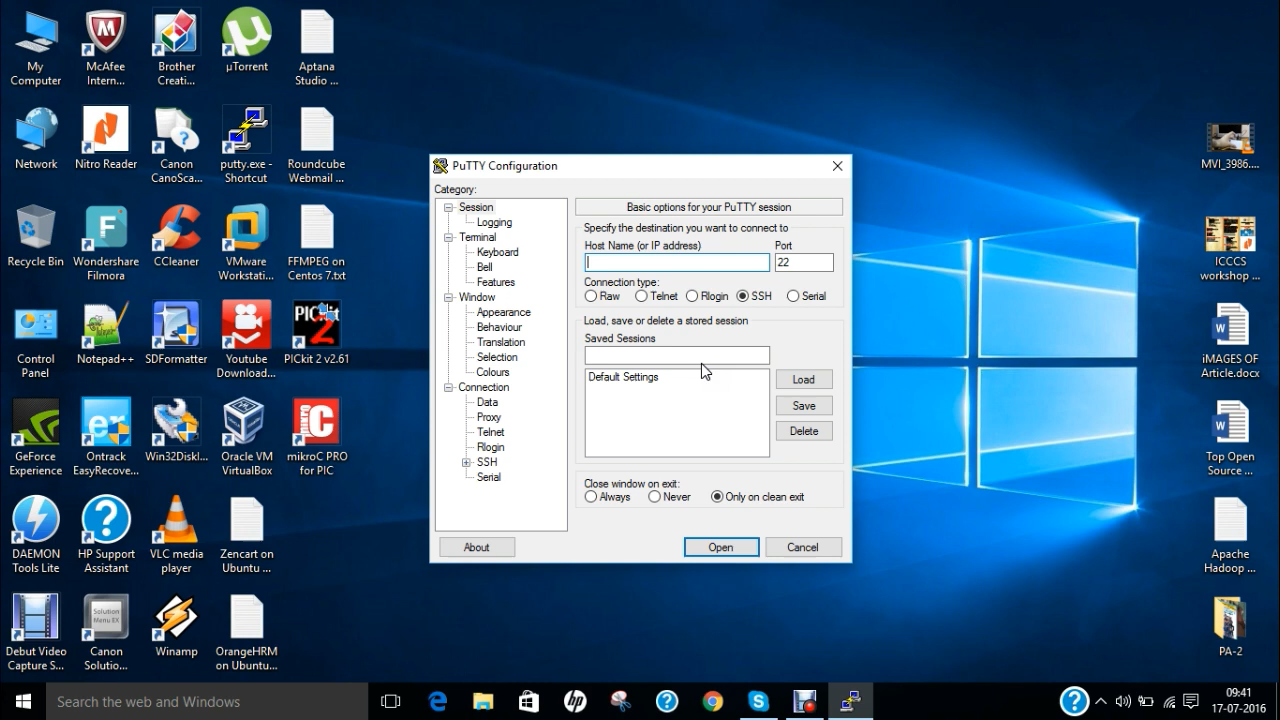 My
Computer
McAfee
Intern...
Brother
Creati...
µTorrent
Aptana
Studio ...
Network
Nitro Reader
Canon
CanoSca...
putty.exe -
Shortcut
Roundcube
Webmail ...
Recycle Bin
Wondershare
Filmora
CCleaner
VMware
Workstati...
FFMPEG on
Centos 7.txt
Control
Panel
Notepad++
SDFormatter
Youtube
Download...
PICkit
2
PICkit 2 v2.61
GeForce
Experience
er
Ontrack
EasyRecove...
Win32DiskI...
Oracle VM
VirtualBox
mikroC PRO
for PIC
DAEMON
Tools Lite
HP Support
Assistant
VLC media
player
Zencart on
Ubuntu ...
Debut Video
Capture S...
Solution
Menu EX
Canon
Solutio...
Winamp
OrangeHRM
on Ubuntu...
PuTTY Configuration
Category:
Session
Logging
Terminal
Keyboard
Bell
Features
Window
Appearance
Behaviour
Translation
Selection
Colours
Connection
Data
Proxy
Telnet
Rlogin
SSH
Serial
Basic options for your PuTTY session
Specify the destination you want to connect to
Host Name (or IP address) Port
22
Connection type:
Raw Telnet Rlogin SSH Serial
Load, save or delete a stored session
Saved Sessions
Default Settings
Load
Save
Delete
Close window on exit:
Always Never Only on clean exit
About Open Cancel
MVI_3986....
ICCCS
workshop ...
iMAGES OF
Article.docx
Top Open
Source ...
Apache
Hadoop ...
PA-2
Search the web and Windows
09:41
17-07-2016